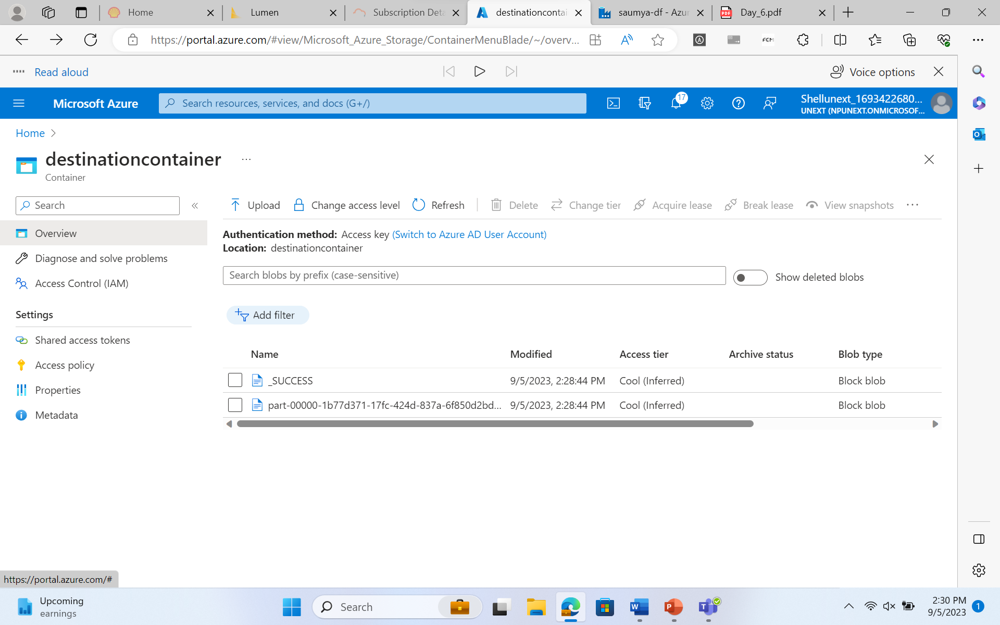 Home
Lumen
Subscription Deta
destinationcontai
saumya-df - Azur
Day_6.pdf
https://portal.azure.com/#view/Microsoft_Azure_Storage/ContainerMenuBlade/~/overv...
FCM
Read aloud
Voice options
Microsoft Azure
Search resources, services, and docs (G+/)
17
Shellunext_1693422680...
UNEXT (NPUNEXT.ONMICROSOF...
Home
destinationcontainer
Container
Search
Upload
Change access level
Refresh
Delete
Change tier
Acquire lease
Break lease
View snapshots
Overview
Diagnose and solve problems
Access Control (IAM)
Settings
Shared access tokens
Access policy
Properties
Metadata
Authentication method: Access key (Switch to Azure AD User Account)
Location: destinationcontainer
Search blobs by prefix (case-sensitive)
Show deleted blobs
Add filter
Name Modified Access tier Archive status Blob type
_SUCCESS 9/5/2023, 2:28:44 PM Cool (Inferred) Block blob
part-00000-1b77d371-17fc-424d-837a-6f850d2bd... 9/5/2023, 2:28:44 PM Cool (Inferred) Block blob
https://portal.azure.com/#
Upcoming
earnings
Search
2:30 PM
9/5/2023
1